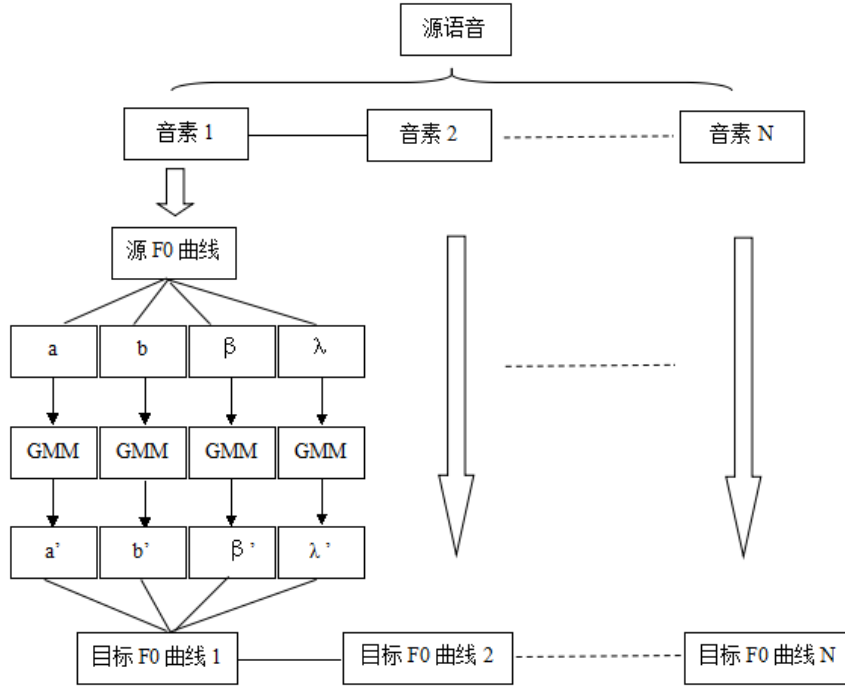 源语音
音素 1
音素 2
音素 N
源 F0 曲线
a
b
β
λ
GMM
GMM
GMM
GMM
a’
b’
β’
λ’
目标 F0 曲线 1
目标 F0 曲线 2
目标 F0 曲线 N